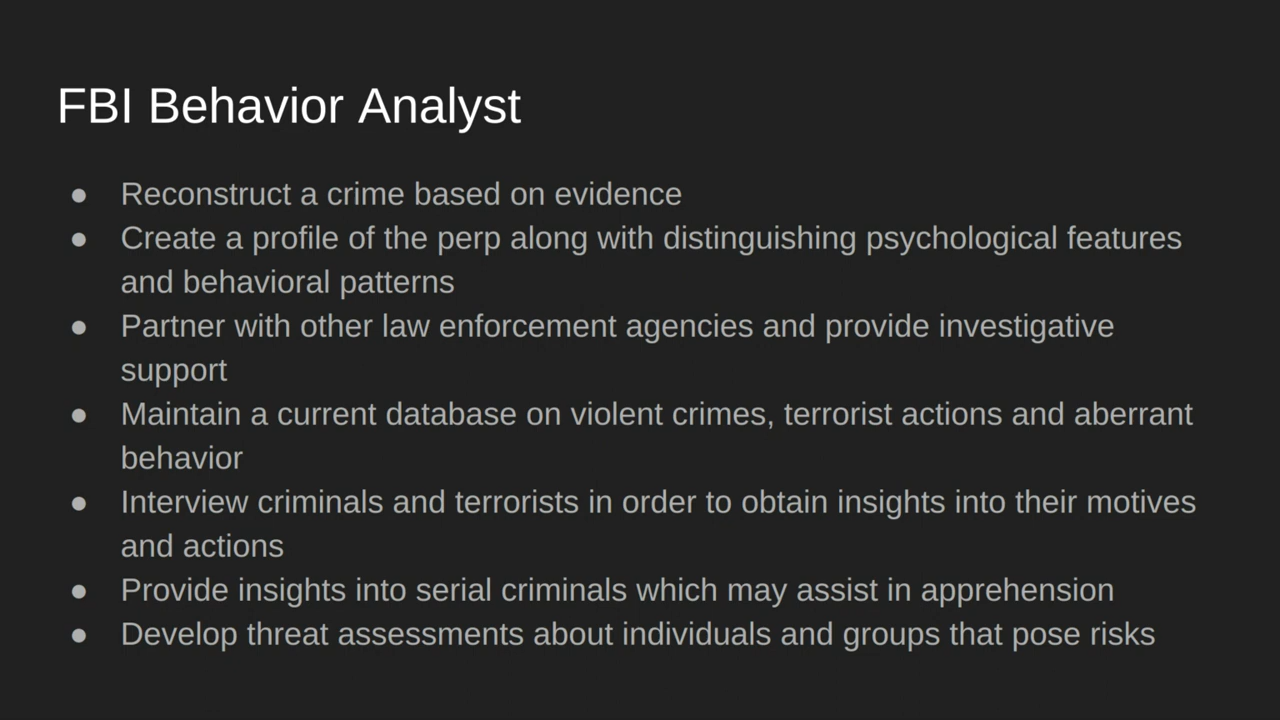 FBI Behavior Analyst
● Reconstruct a crime based on evidence
● Create a profile of the perp along with distinguishing psychological features
and behavioral patterns
● Partner with other law enforcement agencies and provide investigative
support
● Maintain a current database on violent crimes, terrorist actions and aberrant
behavior
● Interview criminals and terrorists in order to obtain insights into their motives
and actions
● Provide insights into serial criminals which may assist in apprehension
● Develop threat assessments about individuals and groups that pose risks